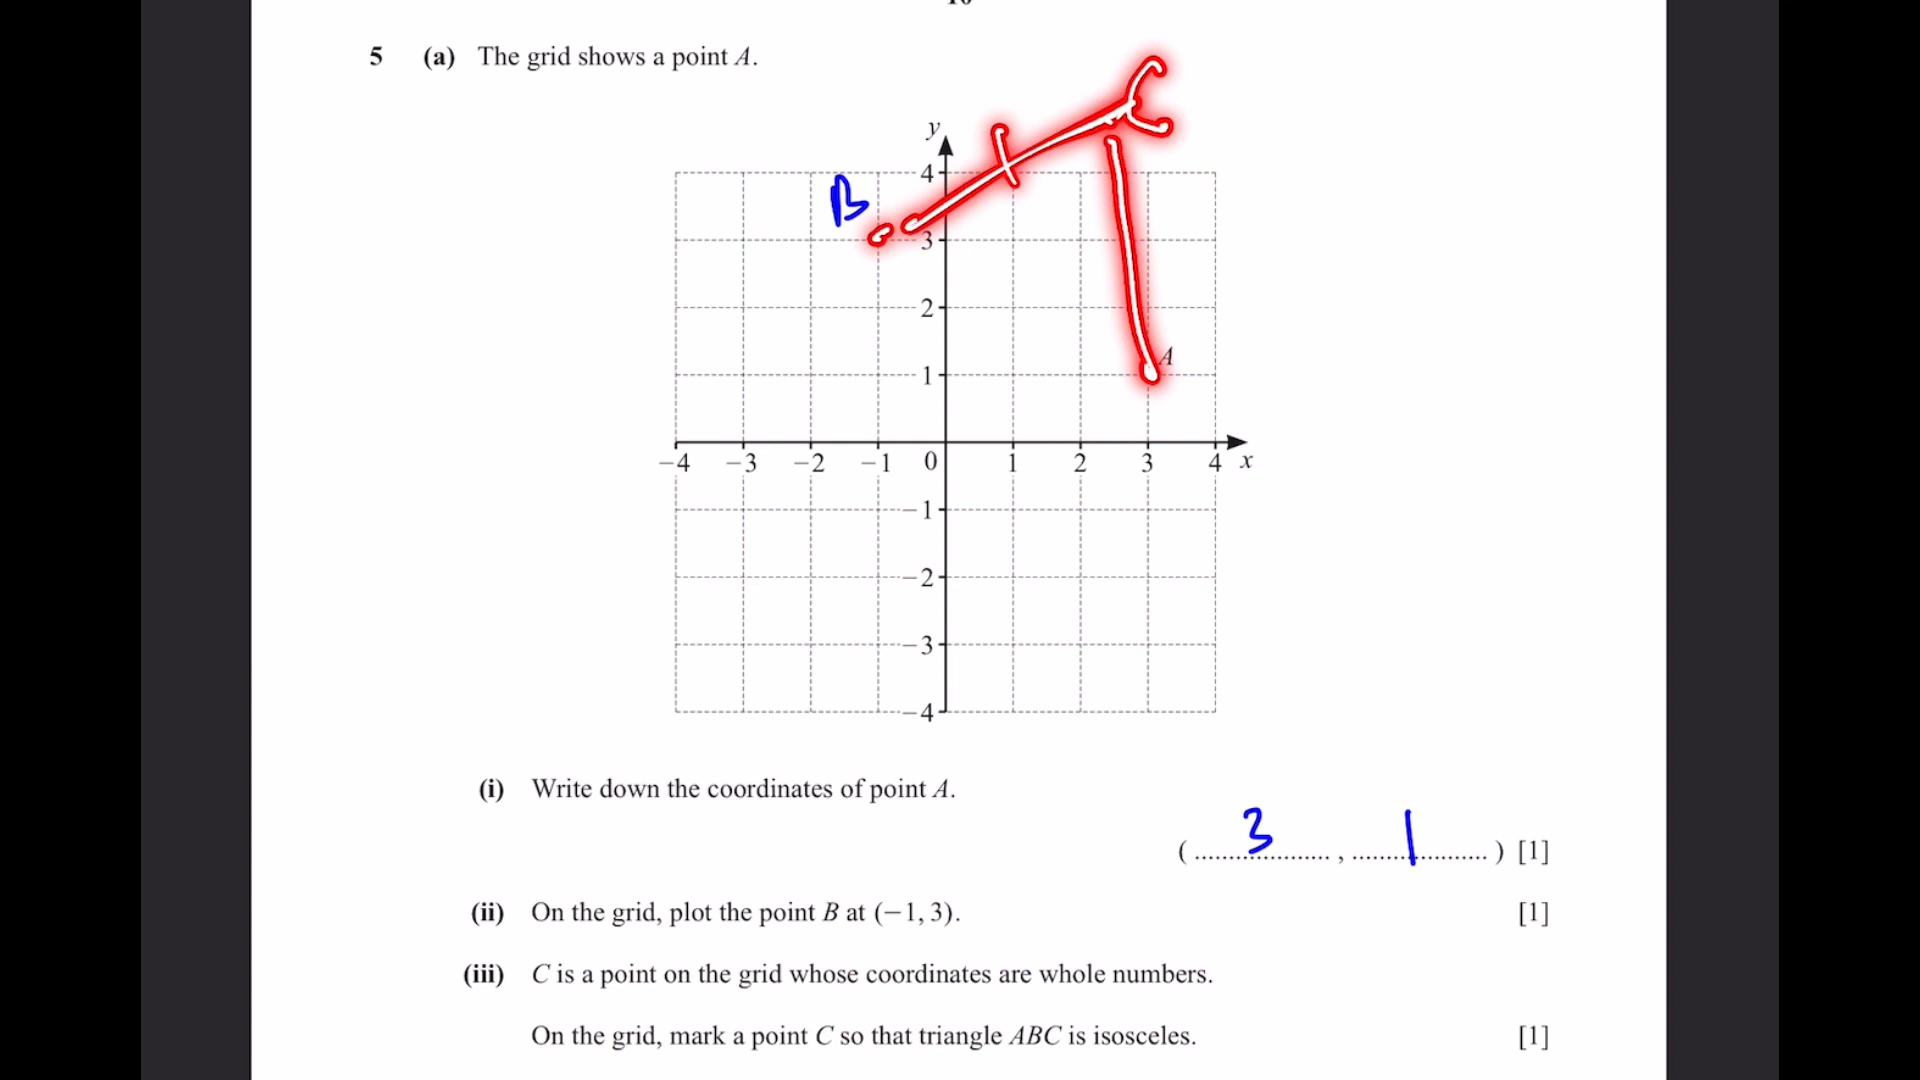 5 (a) The grid shows a point A.
C
y
4
B
3
2
A
1
−4 −3 −2 −1 0 1 2 3 4 x
−1
−2
−3
−4
(i) Write down the coordinates of point A.
( .......3......., .......1....... ) [1]
(ii) On the grid, plot the point B at (−1, 3). [1]
(iii) C is a point on the grid whose coordinates are whole numbers.
On the grid, mark a point C so that triangle ABC is isosceles. [1]